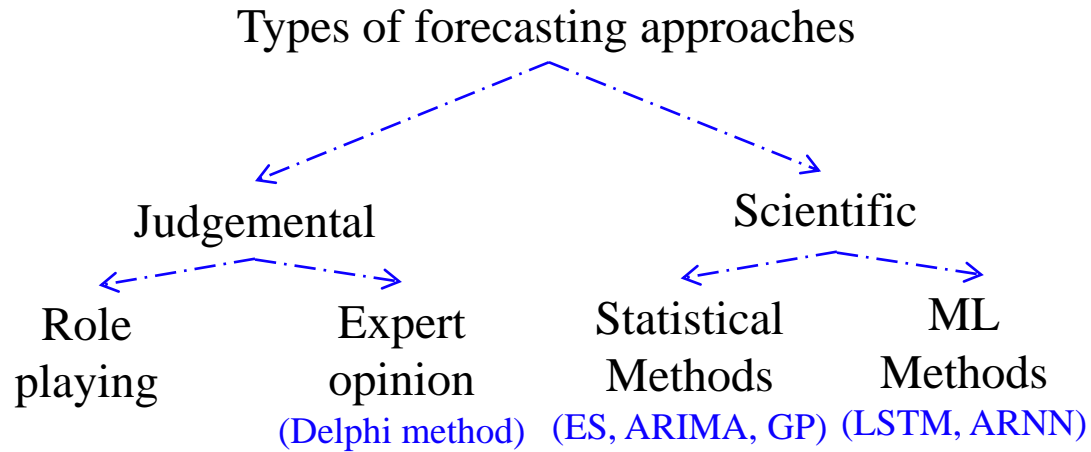 Types of forecasting approaches
Judgemental
Scientific
Role
playing
Expert
opinion
(Delphi method)
Statistical
Methods
(ES, ARIMA, GP)
ML
Methods
(LSTM, ARNN)